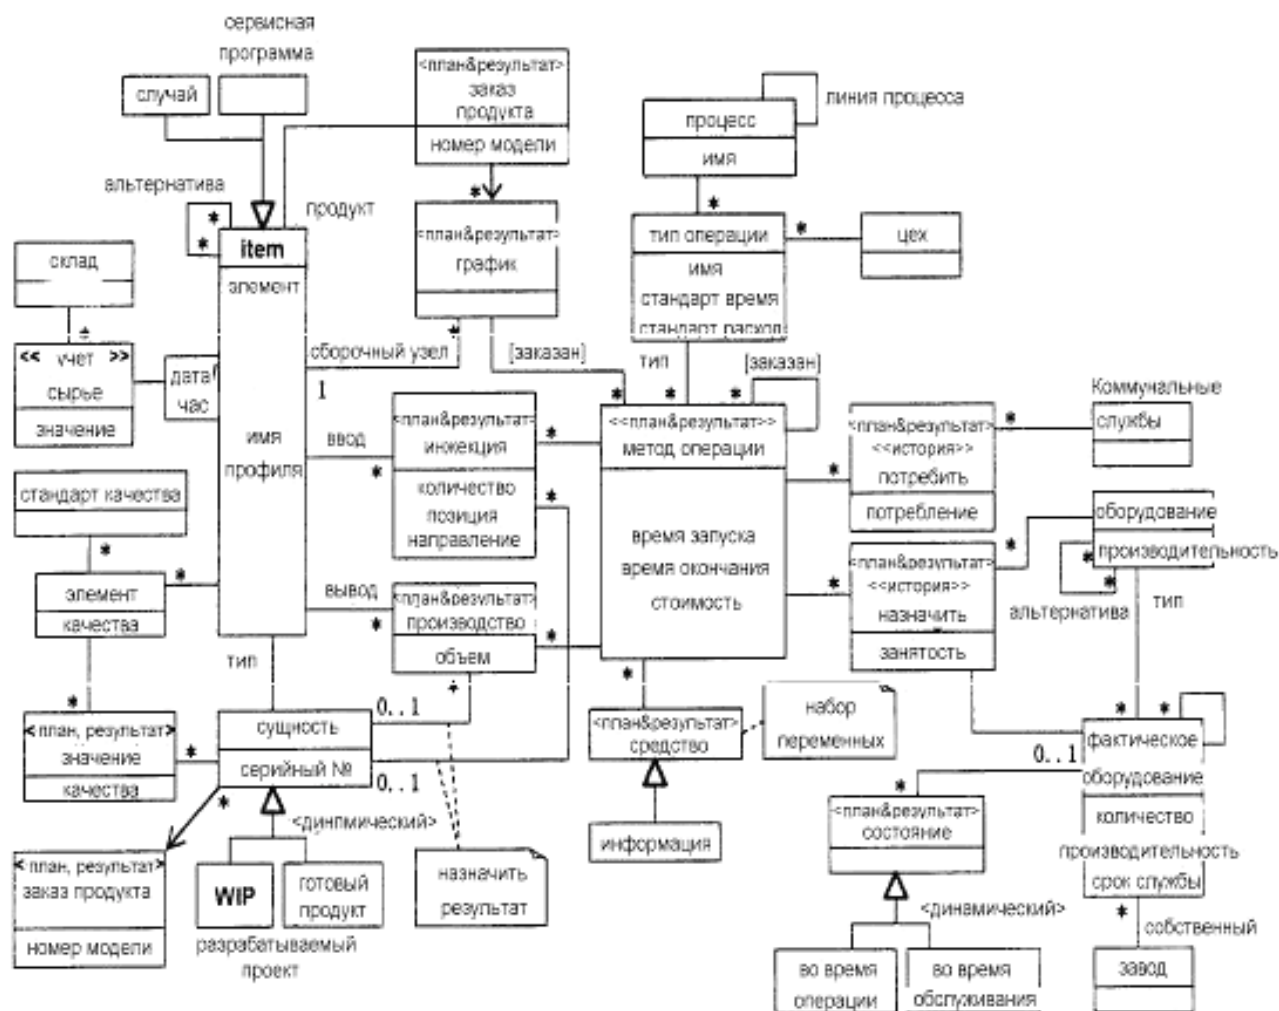 сервисная
программа
случай
<план&результат>
заказ
продукта
номер модели
процесс
имя
линия процесса
альтернатива
*
*
продукт
*
item
элемент
имя
профиля
<план&результат>
график
*
*
тип операции
имя
стандарт время
стандарт расход
*
цех
склад
*
<< учет >>
сырье
значение
дата
час
сборочный узел
1
[заказан]
тип
[заказан]
*
*
*
<<план&результат>>
метод операции
время запуска
время окончания
стоимость
ввод
*
<план&результат>
инжекция
количество
позиция
направление
*
*
<план&результат>
<<история>>
потребить
потребление
*
*
Коммунальные
службы
стандарт качества
*
элемент
качества
*
*
вывод
*
<план&результат>
производство
объем
*
*
<план&результат>
<<история>>
назначить
занятость
*
*
оборудование
производительность
*
*
альтернатива
тип
тип
< план, результат>
значение
качества
*
сущность
серийный №
0..1
0..1
*
<план&результат>
средство
*
набор
переменных
информация
*
*
фактическое
оборудование
количество
производительность
срок службы
0..1
*
<план&результат>
состояние
<динамический>
во время
операции
во время
обслуживания
*
собственный
завод
< план, результат>
заказ продукта
номер модели
<динпмический>
WIP
готовый
продукт
разрабатываемый
проект
назначить
результат